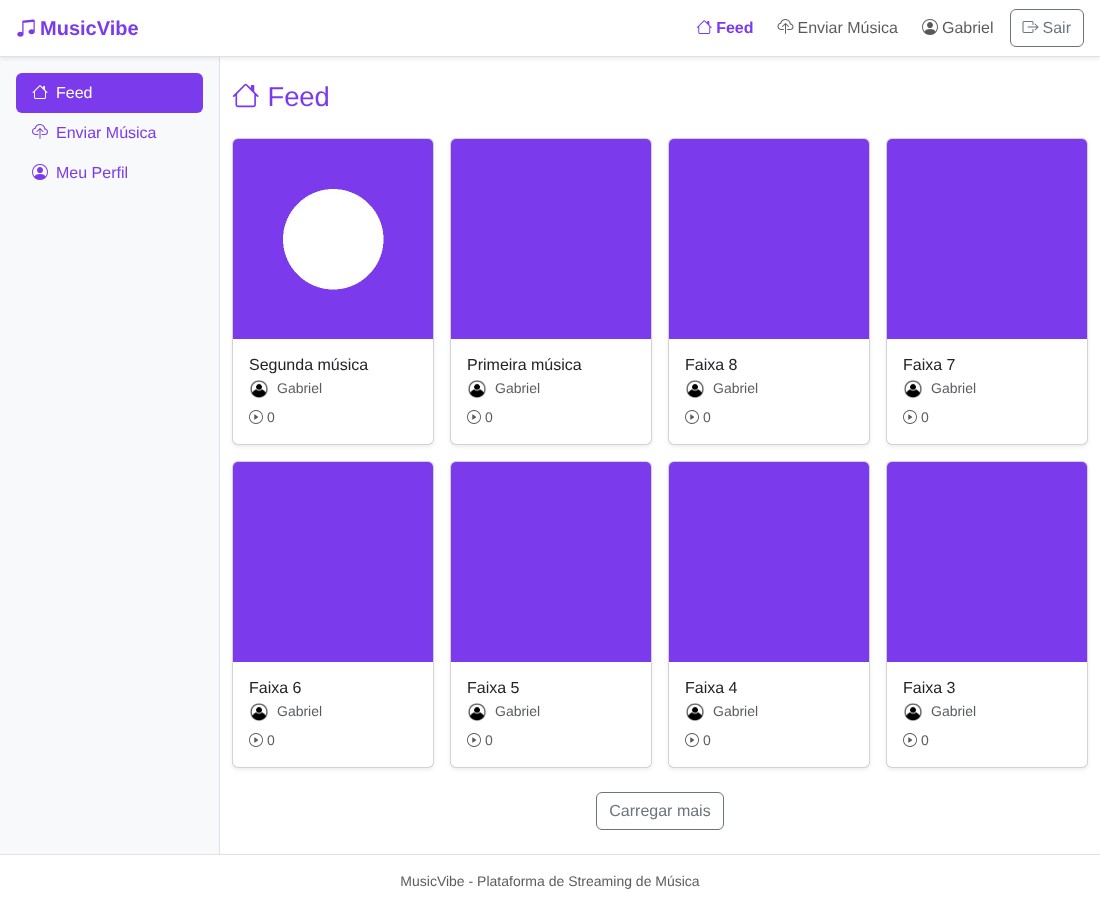 MusicVibe
Feed
Enviar Música
Gabriel
Sair
Feed
Enviar Música
Meu Perfil
Feed
Segunda música
Gabriel
0
Primeira música
Gabriel
0
Faixa 8
Gabriel
0
Faixa 7
Gabriel
0
Faixa 6
Gabriel
0
Faixa 5
Gabriel
0
Faixa 4
Gabriel
0
Faixa 3
Gabriel
0
Carregar mais
MusicVibe - Plataforma de Streaming de Música